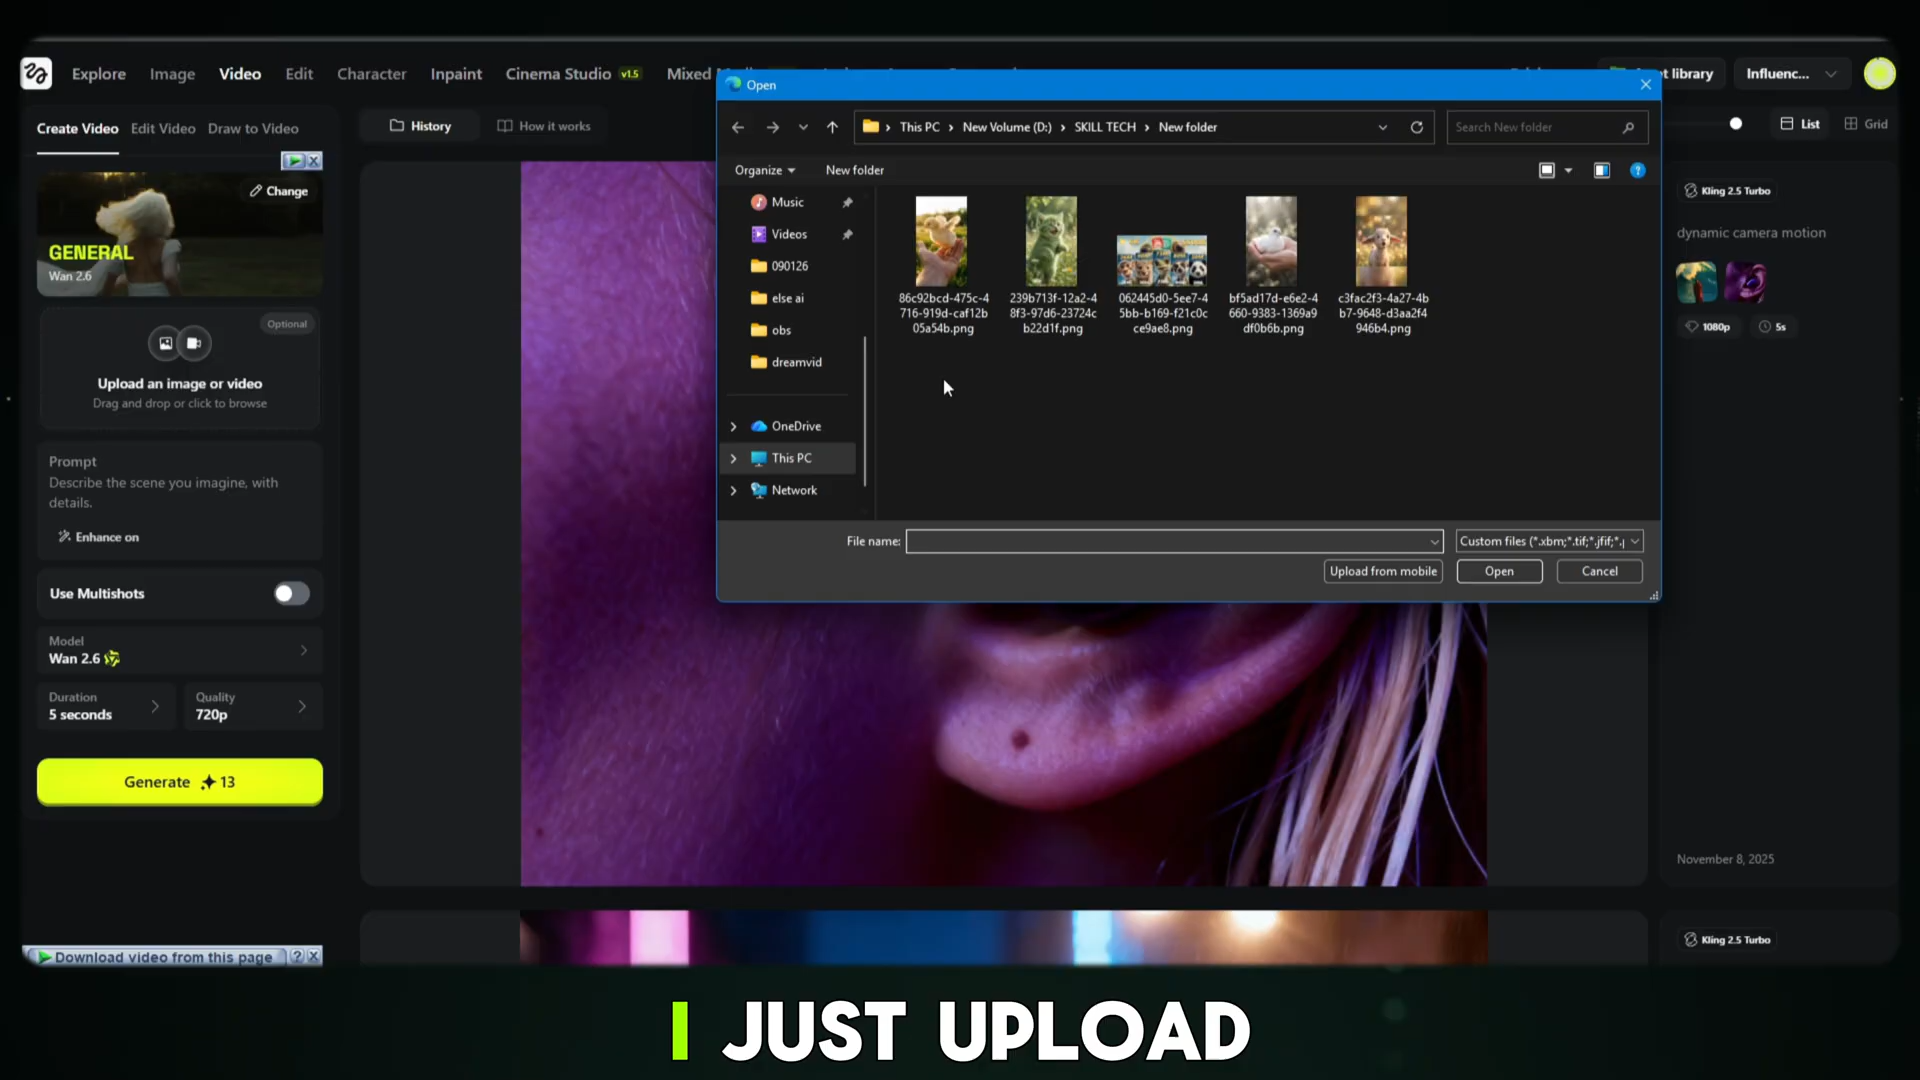 Explore
Image
Video
Edit
Character
Inpaint
Cinema Studio v1.5
Mixed
Asset library
Influenc...
Create Video
Edit Video
Draw to Video
History
How it works
List
Grid
Change
GENERAL
Wan 2.6
Optional
Upload an image or video
Drag and drop or click to browse
Prompt
Describe the scene you imagine, with
details.
Enhance on
Use Multishots
Model
Wan 2.6
Duration
5 seconds
Quality
720p
Generate 13
Download video from this page ?
Open
This PC › New Volume (D:) › SKILL TECH › New folder
Search New folder
Organize
New folder
Music
Videos
090126
else ai
obs
dreamvid
OneDrive
This PC
Network
86c92bcd-475c-4
716-919d-caf12b
05a54b.png
239b713f-12a2-4
8f3-97d6-23724c
b22d1f.png
062445d0-5ee7-4
5bb-b169-f21c0c
ce9ae8.png
bf5ad17d-e6e2-4
660-9383-1369a9
df0b6b.png
c3fac2f3-4a27-4b
b7-9648-d3aa2f4
946b4.png
File name:
Custom files (*.xbm;*.tif;*.jfif;*.
Upload from mobile
Open
Cancel
Kling 2.5 Turbo
dynamic camera motion
1080p
5s
November 8, 2025
Kling 2.5 Turbo
I JUST UPLOAD